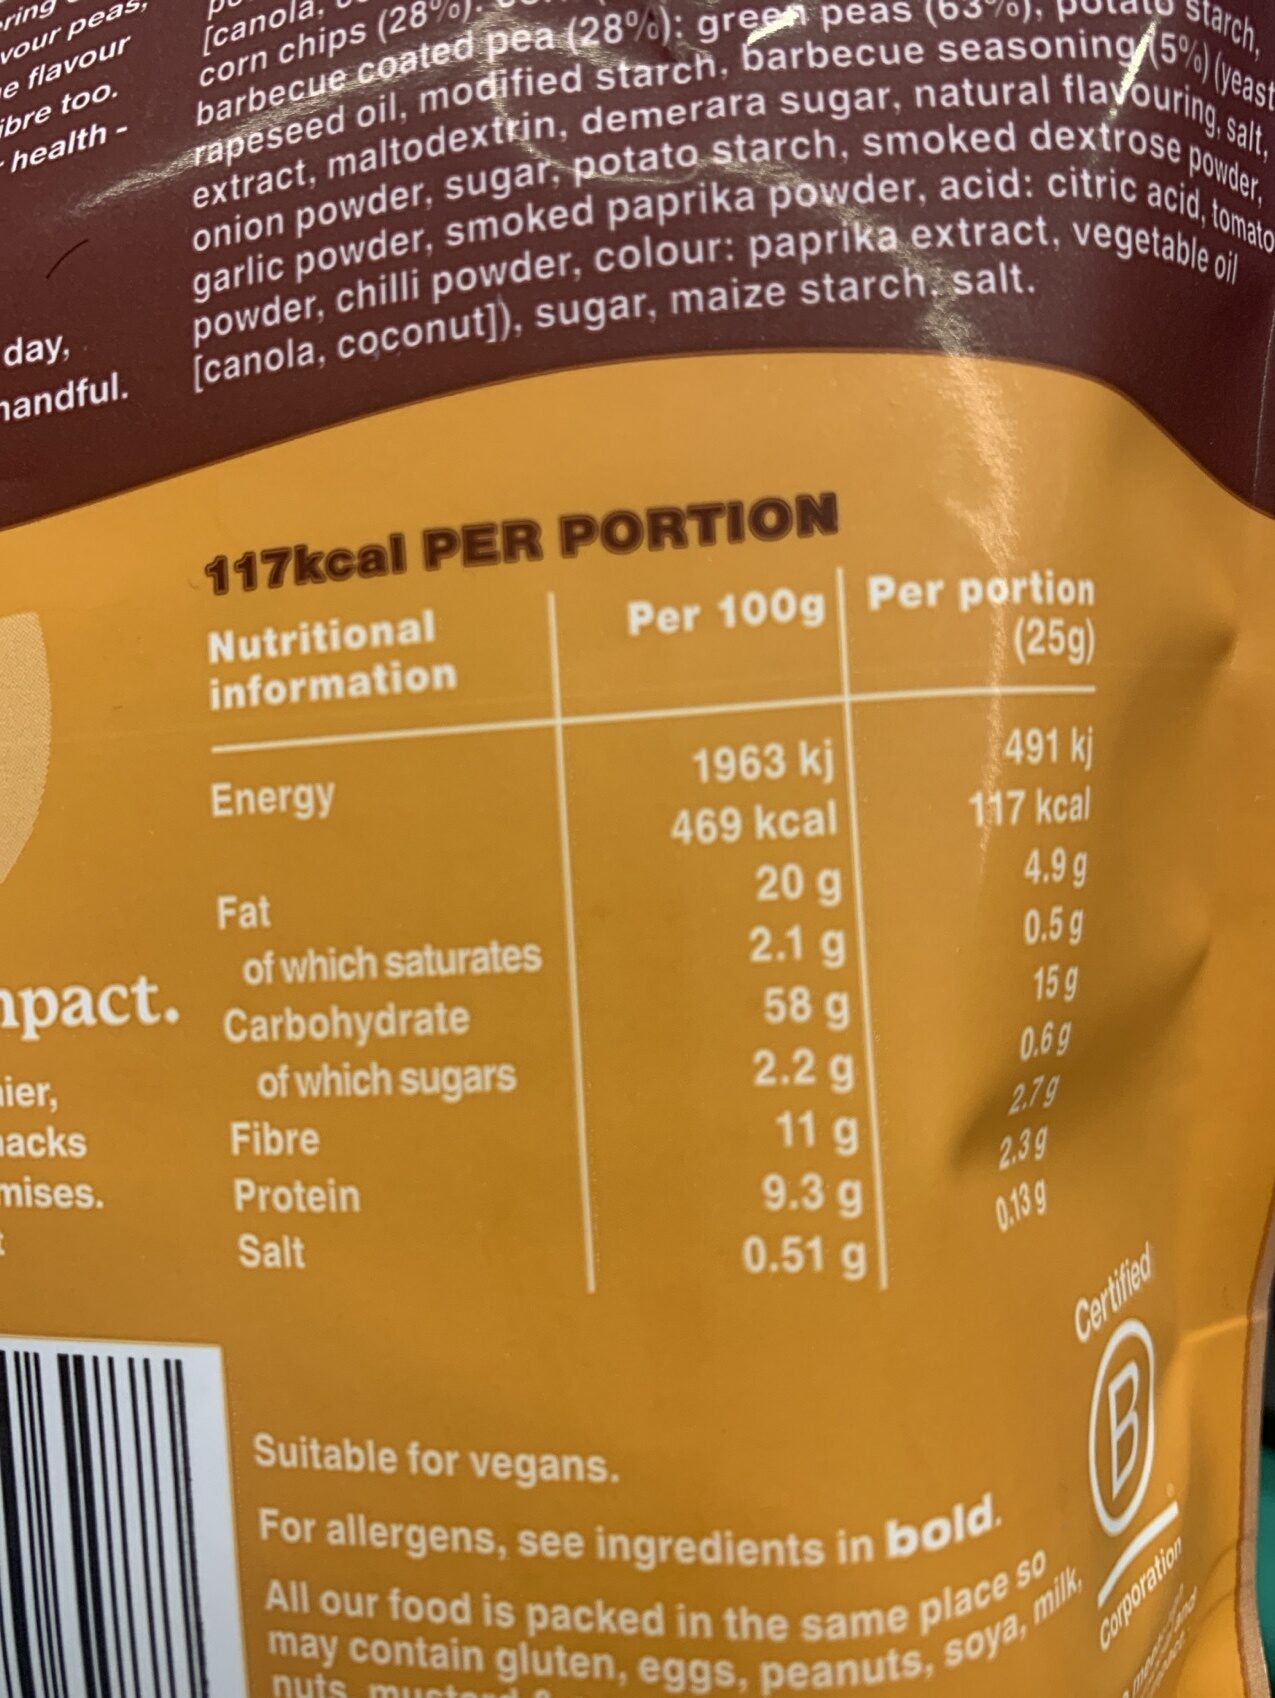 your peas,
flavour
too.
health -
day,
handful.
[canola,
corn chips (28%).
barbecue coated pea (28%): green peas (63%), potato starch,
rapeseed oil, modified starch, barbecue seasoning (5%) (yeast
extract, maltodextrin, demerara sugar, natural flavouring, salt,
onion powder, sugar, potato starch, smoked dextrose powder,
garlic powder, smoked paprika powder, acid: citric acid, tomato
powder, chilli powder, colour: paprika extract, vegetable oil
[canola, coconut]), sugar, maize starch, salt.
117kcal PER PORTION
Nutritional information Per 100g Per portion (25g)
Energy 1963 kj 491 kj
469 kcal 117 kcal
Fat 20 g 4.9 g
of which saturates 2.1 g 0.5 g
Carbohydrate 58 g 15 g
of which sugars 2.2 g 0.6 g
Fibre 11 g 2.7 g
Protein 9.3 g 2.3 g
Salt 0.51 g 0.13 g
Suitable for vegans.
For allergens, see ingredients in bold.
All our food is packed in the same place so
may contain gluten, eggs, peanuts, soya, milk,
nuts
Certified
B
Corporation